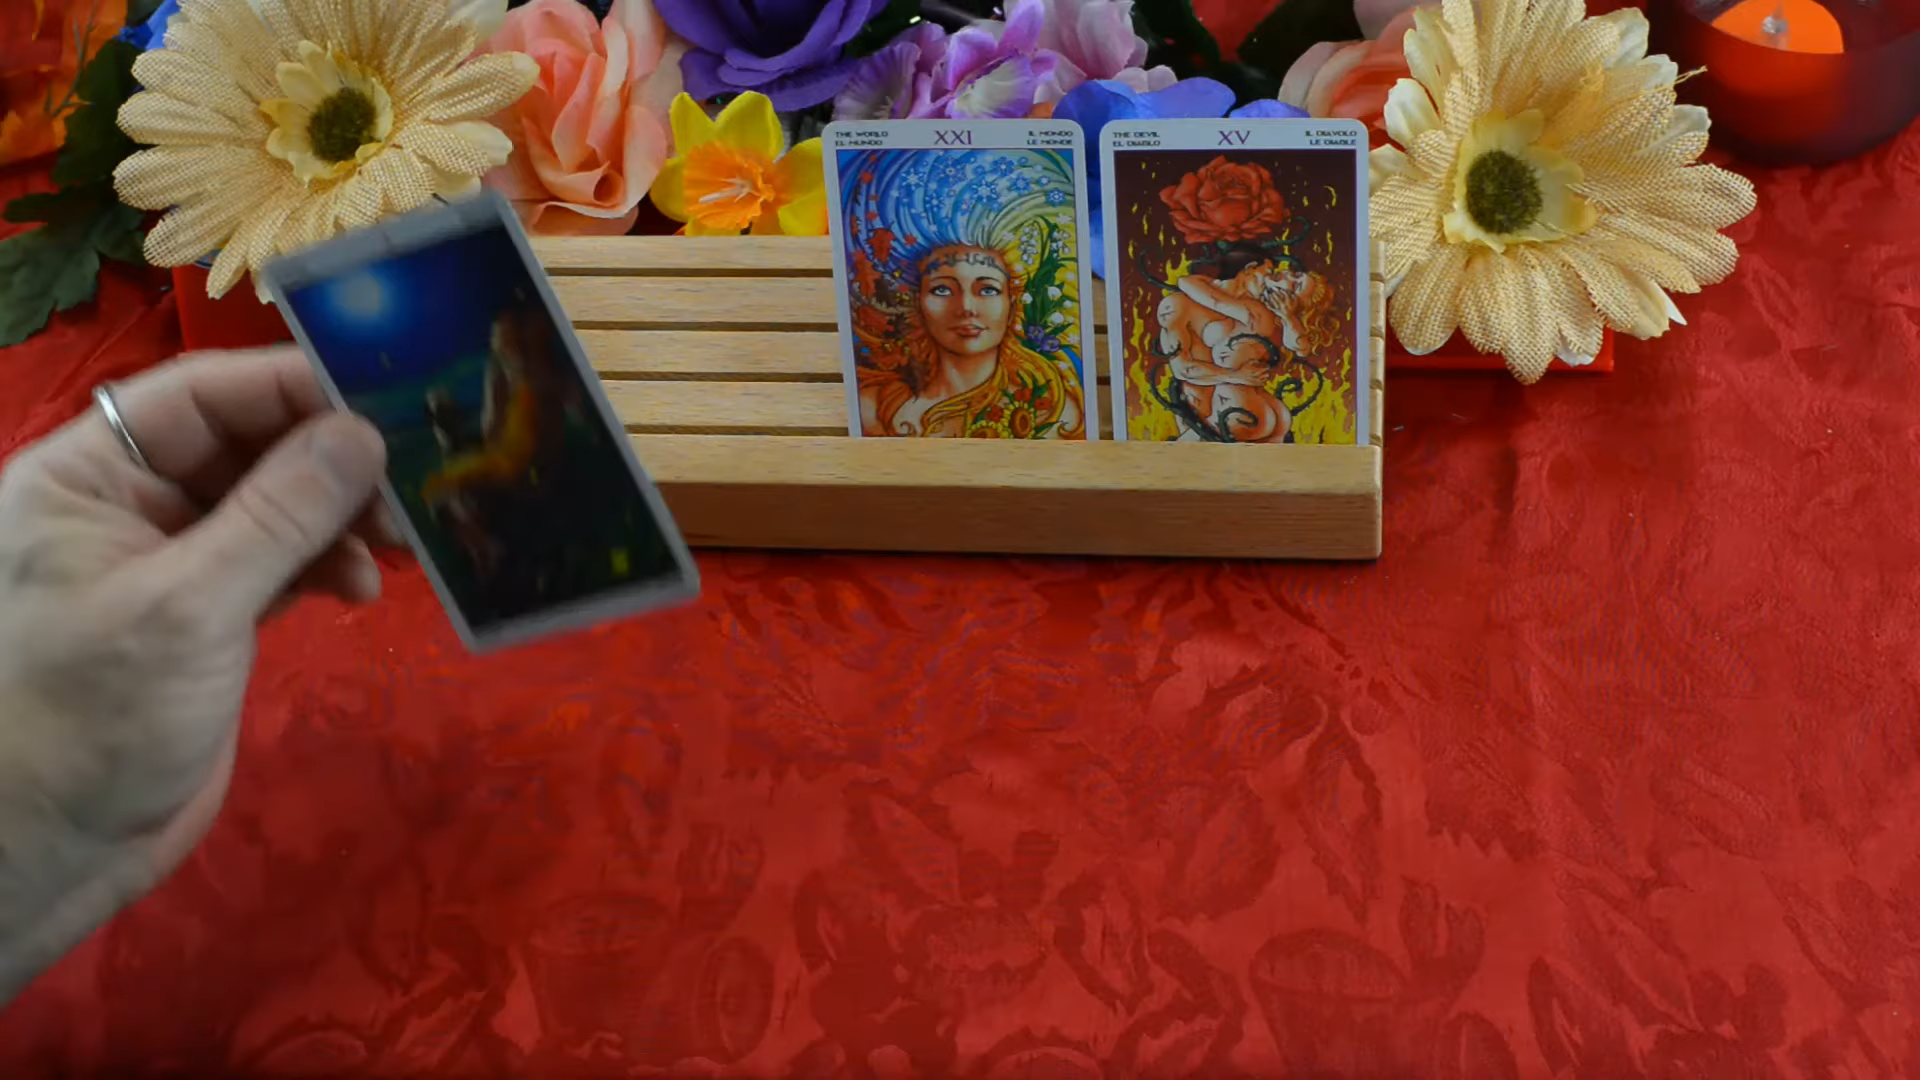 THE WORLD XXI IL MONDO
EL MUNDO LE MONDE
THE DEVIL XV IL DIAVOLO
EL DIABLO LE DIABLE